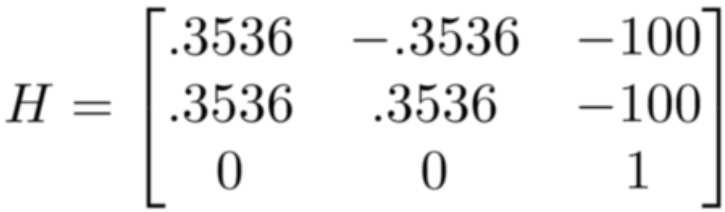 H = [ .3536 -.3536 -100
.3536 .3536 -100
0 0 1 ]